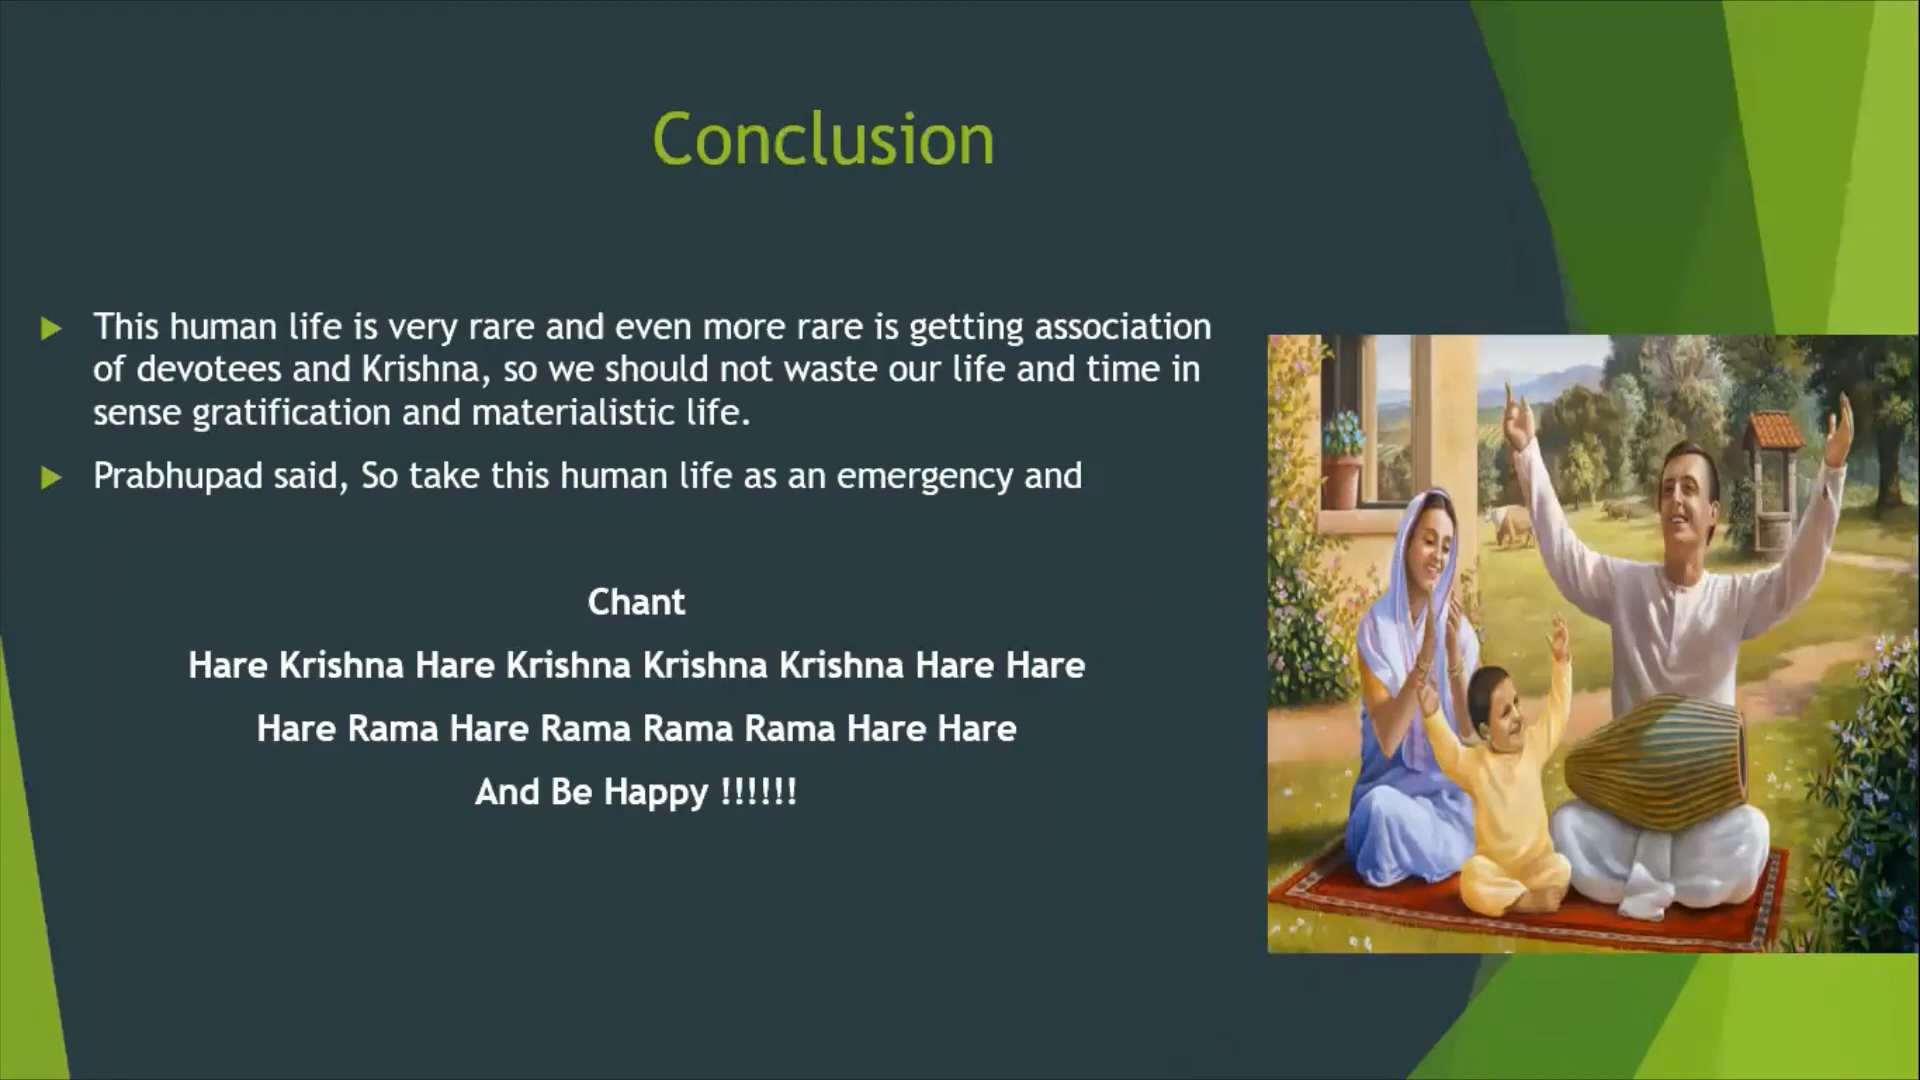 Conclusion
This human life is very rare and even more rare is getting association
of devotees and Krishna, so we should not waste our life and time in
sense gratification and materialistic life.
Prabhupad said, So take this human life as an emergency and
Chant
Hare Krishna Hare Krishna Krishna Krishna Hare Hare
Hare Rama Hare Rama Rama Rama Hare Hare
And Be Happy !!!!!!